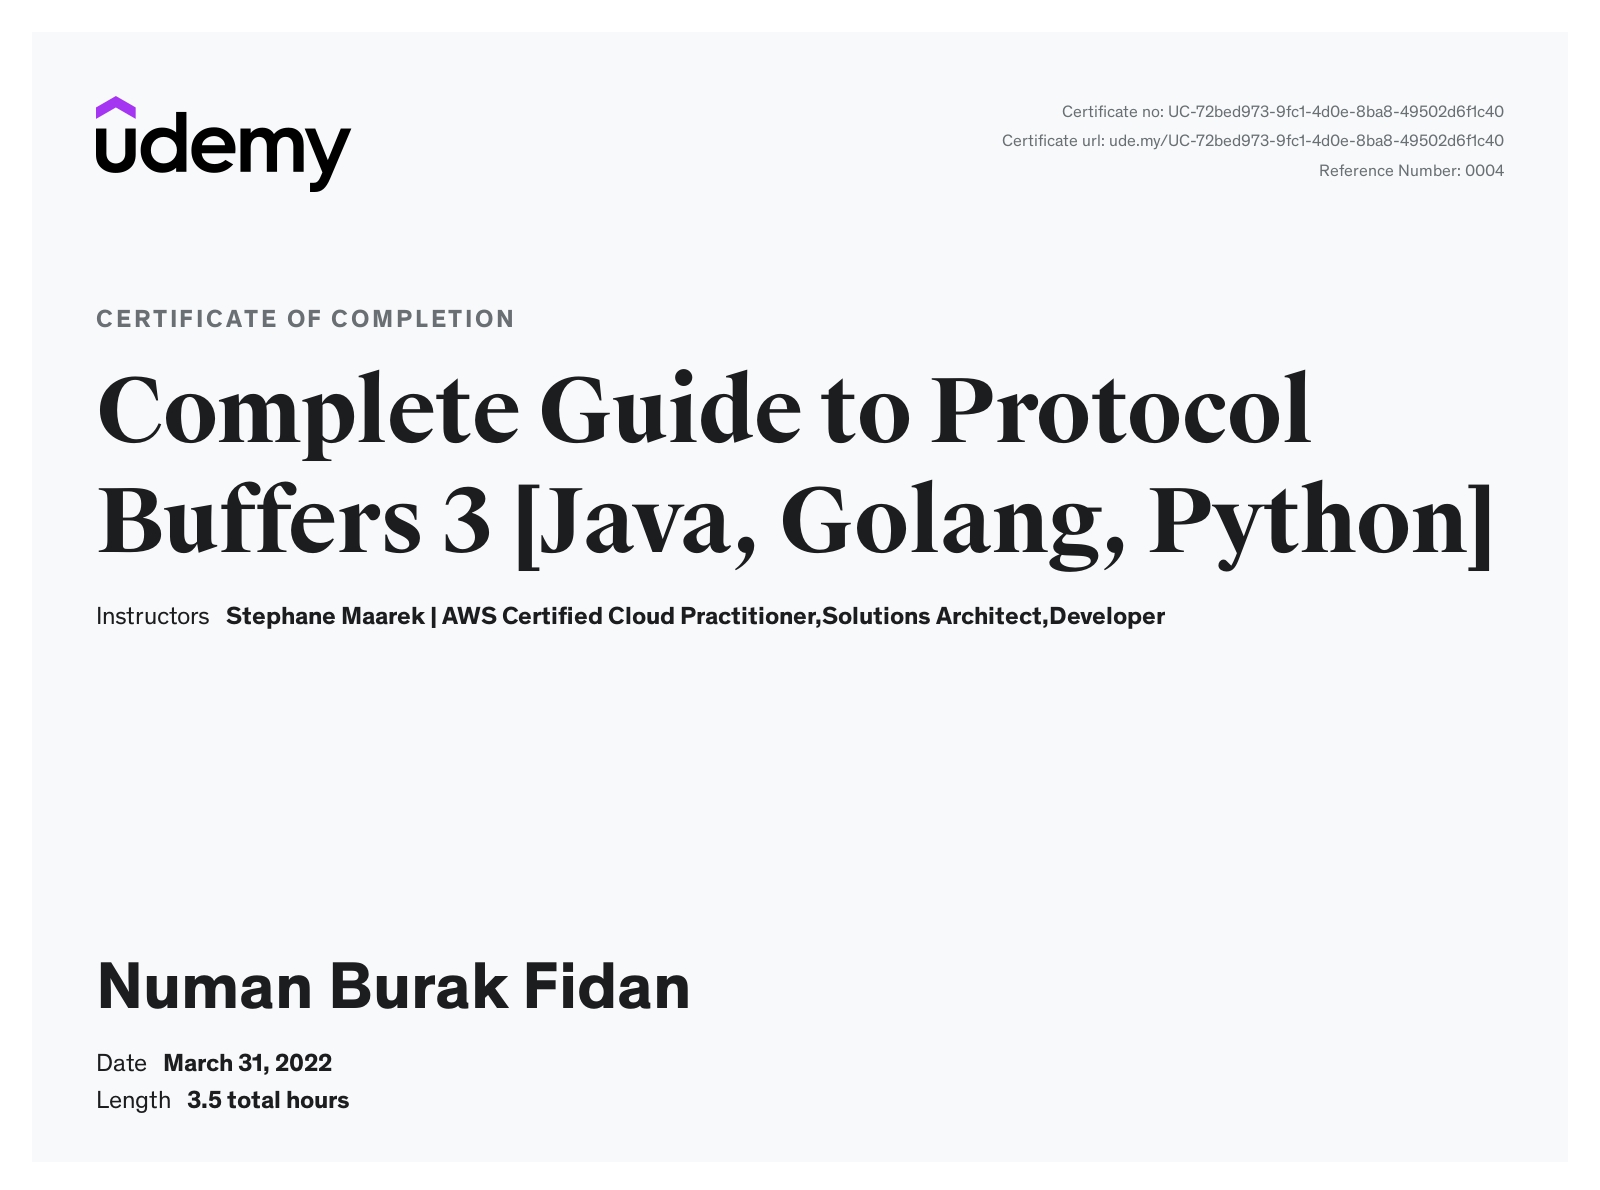 udemy
Certificate no: UC-72bed973-9fc1-4d0e-8ba8-49502d6f1c40
Certificate url: ude.my/UC-72bed973-9fc1-4d0e-8ba8-49502d6f1c40
Reference Number: 0004
CERTIFICATE OF COMPLETION
Complete Guide to Protocol
Buffers 3 [Java, Golang, Python]
Instructors Stephane Maarek | AWS Certified Cloud Practitioner,Solutions Architect,Developer
Numan Burak Fidan
Date March 31, 2022
Length 3.5 total hours